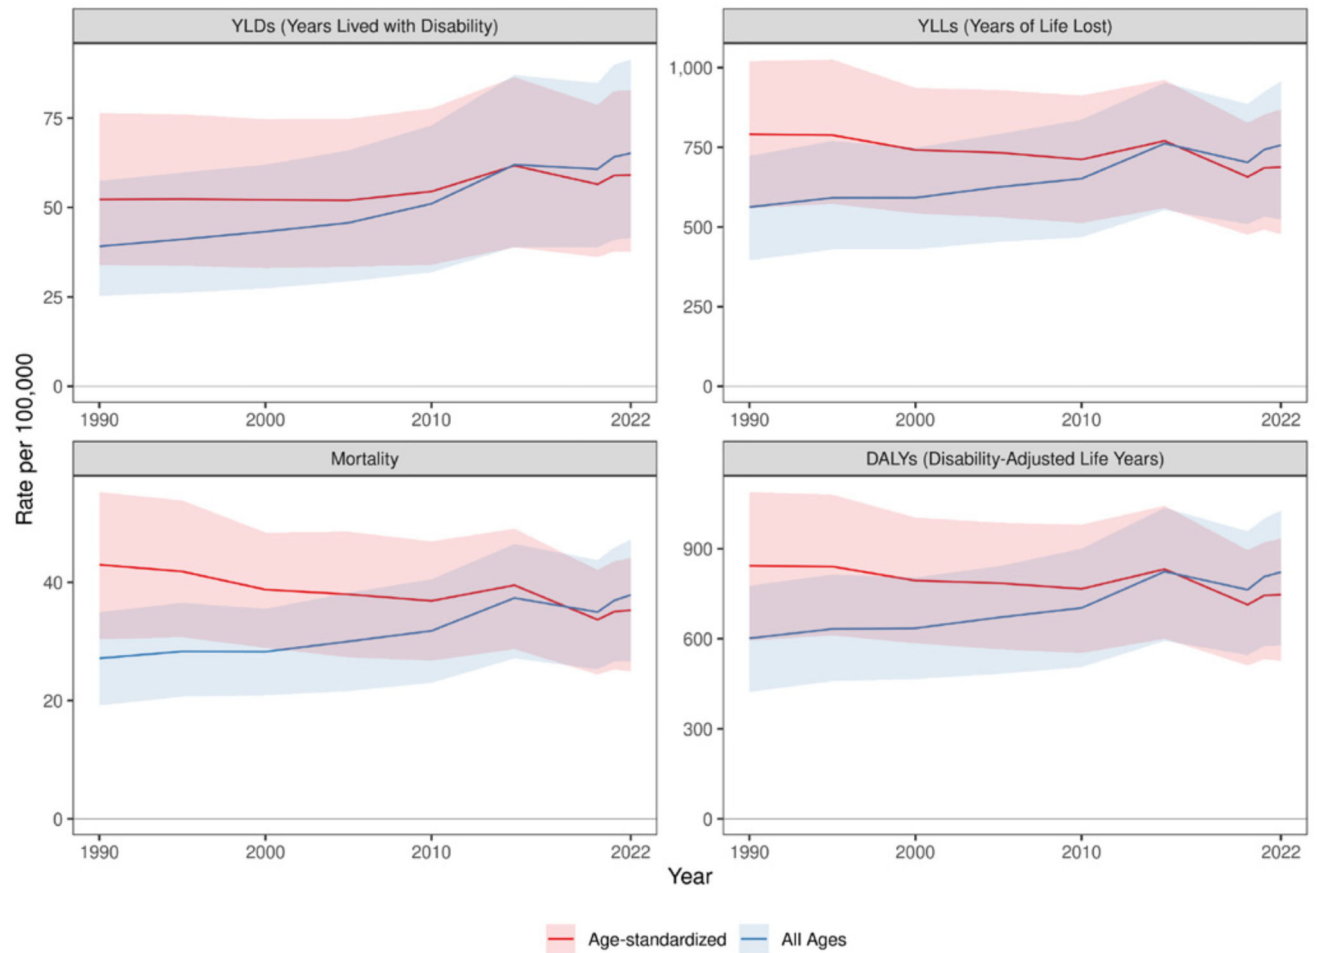 YLDs (Years Lived with Disability)
YLLs (Years of Life Lost)
75
50
25
0
1990 2000 2010 2022
1,000
750
500
250
0
1990 2000 2010 2022
Rate per 100,000
Mortality
DALYs (Disability-Adjusted Life Years)
40
20
0
1990 2000 2010 2022
900
600
300
0
1990 2000 2010 2022
Year
Age-standardized All Ages